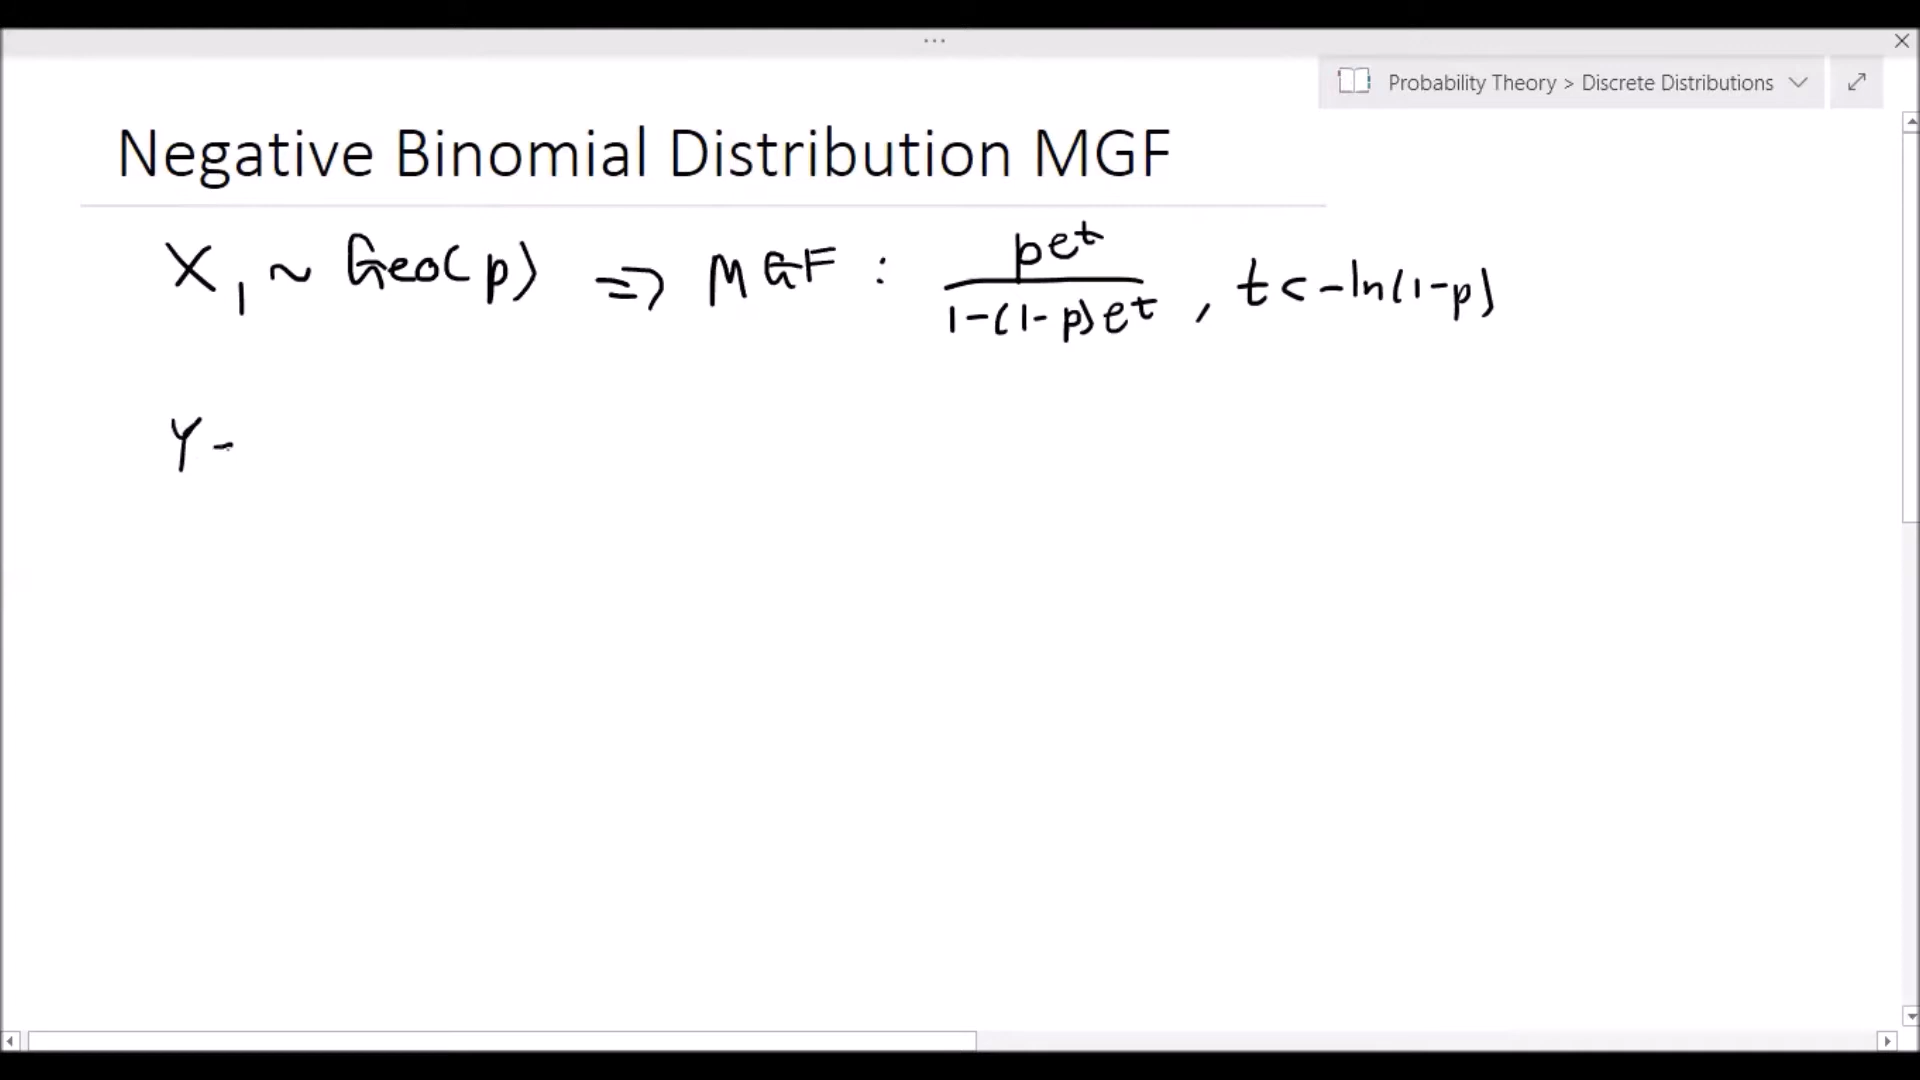 ...
Probability Theory > Discrete Distributions
Negative Binomial Distribution MGF
X₁ ~ Geo(p) => MGF : pe^t / 1-(1-p)e^t , t<-ln(1-p)
Y -